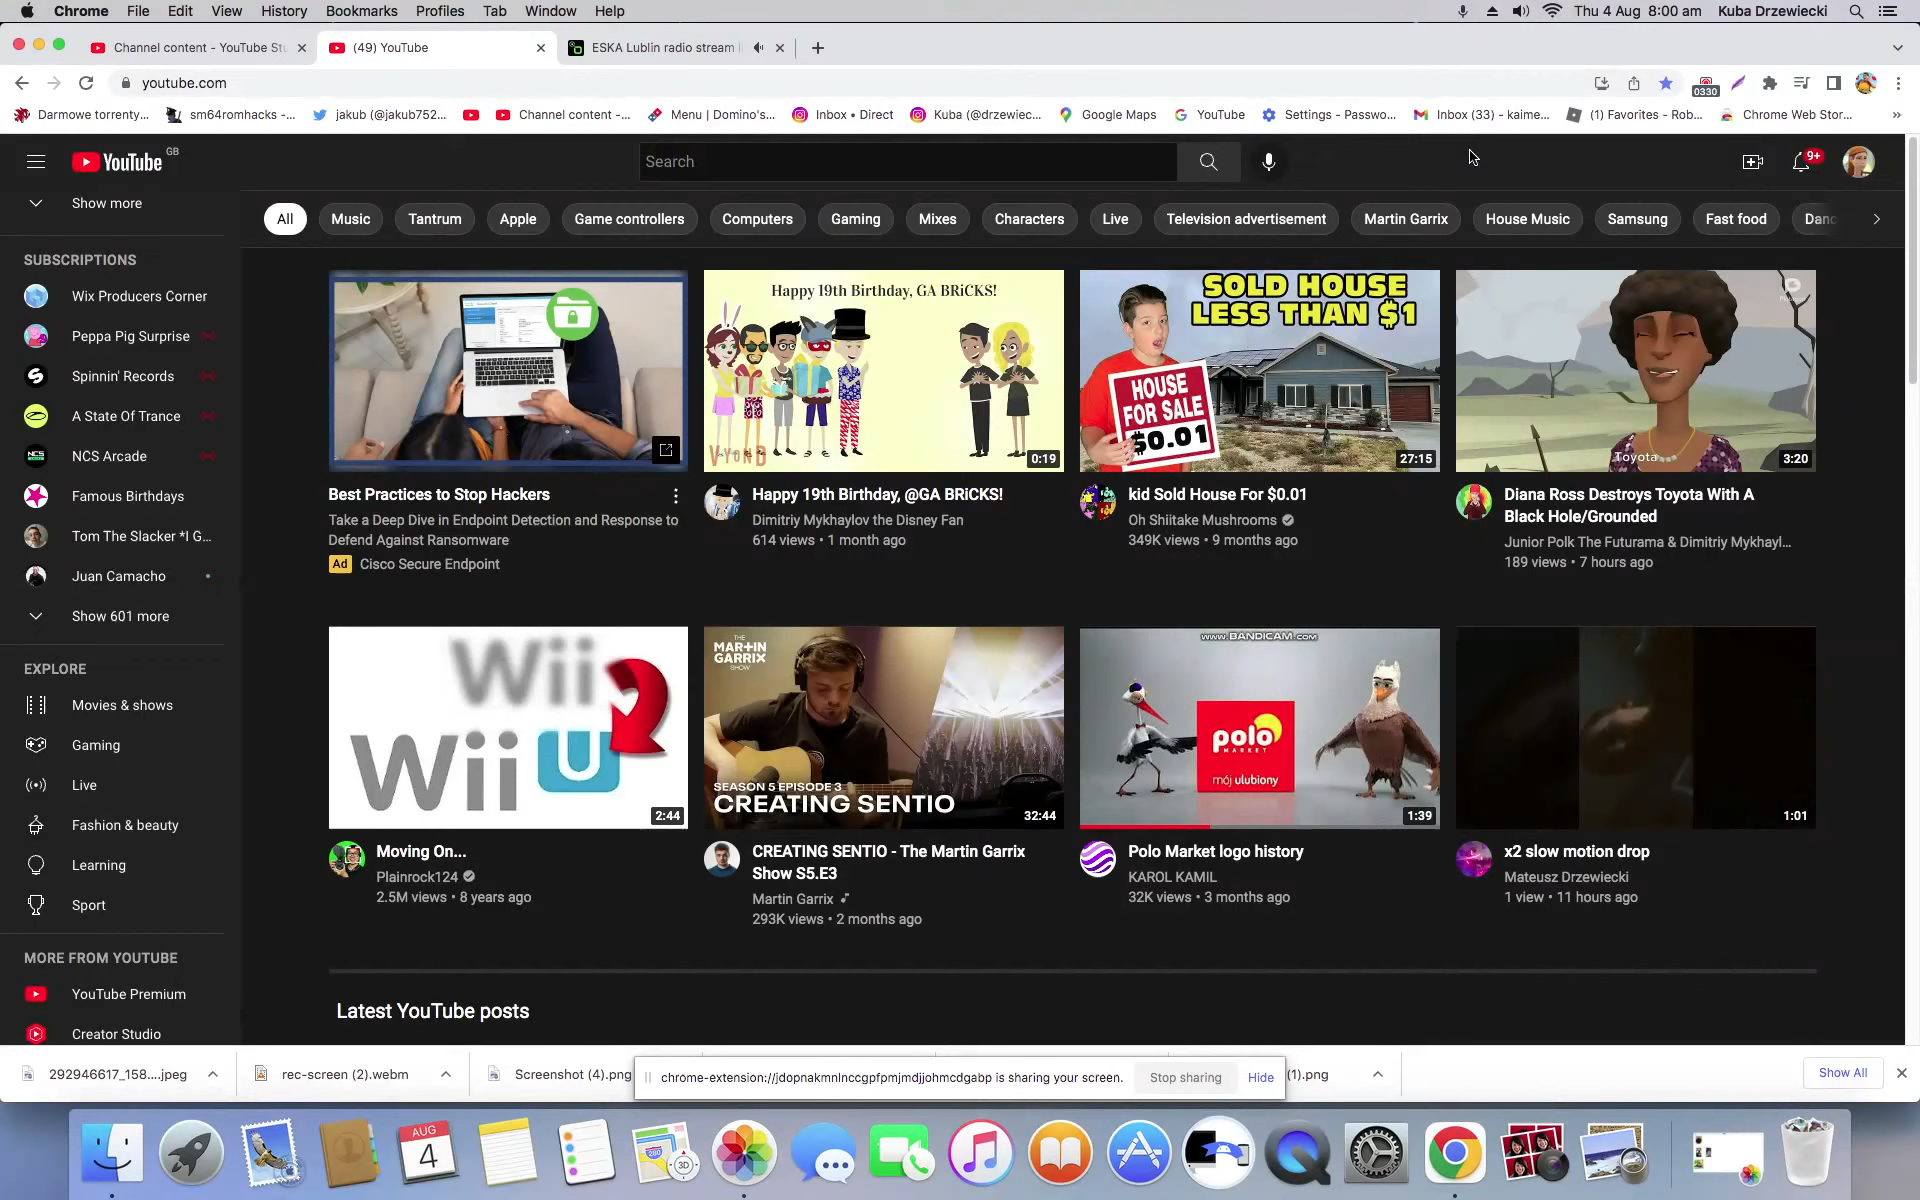 Chrome File Edit View History Bookmarks Profiles Tab Window Help Thu 4 Aug 8:00 am Kuba Drzewiecki
Channel content - YouTube St
(49) YouTube
ESKA Lublin radio stream l
youtube.com
0330
Darmowe torrenty...
sm64romhacks -...
jakub (@jakub752...
Channel content -...
Menu | Domino's...
Inbox • Direct
Kuba (@drzewiec...
Google Maps
YouTube
Settings - Passwo...
Inbox (33) - kaime...
(1) Favorites - Rob...
Chrome Web Stor...
YouTube GB
Search
9+
Show more
All
Music
Tantrum
Apple
Game controllers
Computers
Gaming
Mixes
Characters
Live
Television advertisement
Martin Garrix
House Music
Samsung
Fast food
Danc
SUBSCRIPTIONS
Wix Producers Corner
Peppa Pig Surprise
Spinnin' Records
A State Of Trance
NCS Arcade
Famous Birthdays
Tom The Slacker *I G...
Juan Camacho
Show 601 more
EXPLORE
Movies & shows
Gaming
Live
Fashion & beauty
Learning
Sport
MORE FROM YOUTUBE
YouTube Premium
Creator Studio
Best Practices to Stop Hackers
Take a Deep Dive in Endpoint Detection and Response to
Defend Against Ransomware
Ad Cisco Secure Endpoint
Happy 19th Birthday, GA BRiCKS!
VYOND
0:19
Happy 19th Birthday, @GA BRiCKS!
Dimitriy Mykhaylov the Disney Fan
614 views • 1 month ago
SOLD HOUSE
LESS THAN $1
HOUSE
FOR SALE
$0.01
27:15
kid Sold House For $0.01
Oh Shiitake Mushrooms
349K views • 9 months ago
Toyota
3:20
Diana Ross Destroys Toyota With A
Black Hole/Grounded
Junior Polk The Futurama & Dimitriy Mykhayl...
189 views • 7 hours ago
Wii
Wii U
2:44
Moving On...
Plainrock124
2.5M views • 8 years ago
THE
MARTIN
GARRIX
SHOW
SEASON 5 EPISODE 3
CREATING SENTIO
32:44
CREATING SENTIO - The Martin Garrix
Show S5.E3
Martin Garrix
293K views • 2 months ago
www.BANDICAM.com
polo
MARKET
mój ulubiony
1:39
Polo Market logo history
KAROL KAMIL
32K views • 3 months ago
1:01
x2 slow motion drop
Mateusz Drzewiecki
1 view • 11 hours ago
Latest YouTube posts
292946617_158....jpeg
rec-screen (2).webm
Screenshot (4).png
chrome-extension://jdopnakmnlnccgpfpmjmdjjohmcdgabp is sharing your screen.
Stop sharing
Hide
(1).png
Show All
AUG
4
280
3D